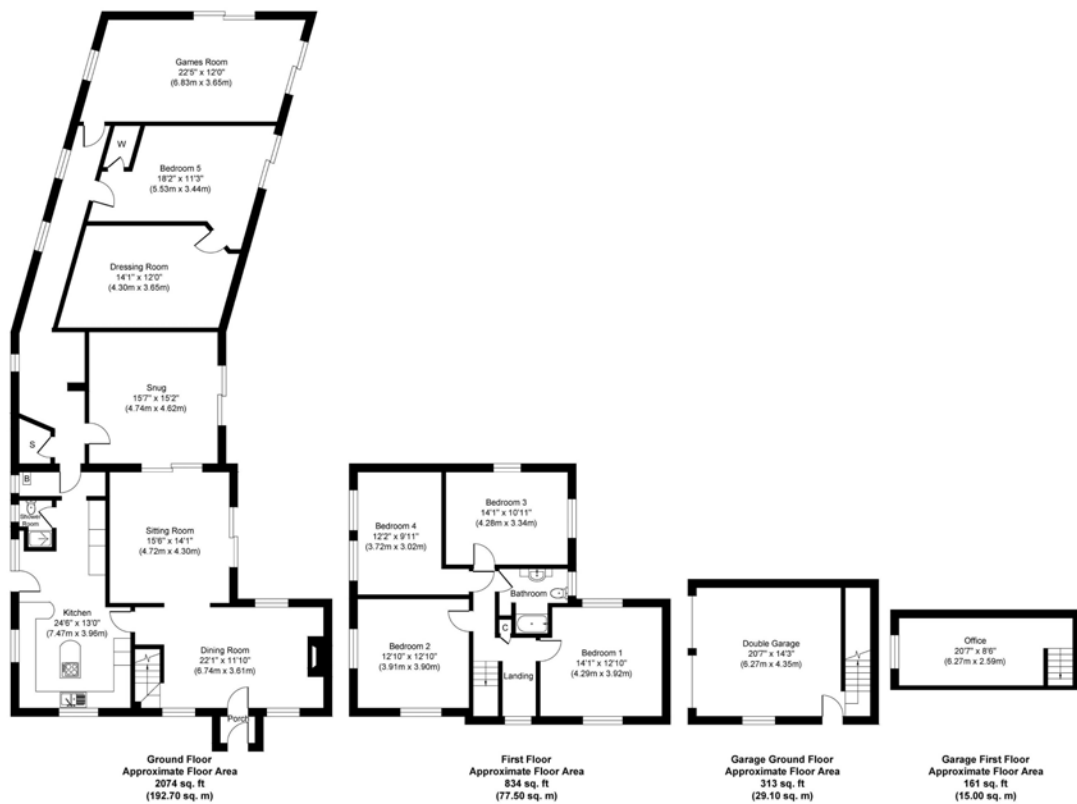 Games Room
22'5" x 12'0"
(6.83m x 3.65m)
W
Bedroom 5
18'2" x 11'3"
(5.53m x 3.44m)
Dressing Room
14'1" x 12'0"
(4.30m x 3.65m)
Snug
15'7" x 15'2"
(4.74m x 4.62m)
S
B
Shower
Room
Sitting Room
15'6" x 14'1"
(4.72m x 4.30m)
Kitchen
24'6" x 13'0"
(7.47m x 3.96m)
Dining Room
22'1" x 11'10"
(6.74m x 3.61m)
Porch
Ground Floor
Approximate Floor Area
2074 sq. ft
(192.70 sq. m)
Bedroom 3
14'1" x 10'11"
(4.28m x 3.34m)
Bedroom 4
12'2" x 9'11"
(3.72m x 3.02m)
Bathroom
C
Bedroom 2
12'10" x 12'10"
(3.91m x 3.90m)
Bedroom 1
14'1" x 12'10"
(4.29m x 3.92m)
Landing
First Floor
Approximate Floor Area
834 sq. ft
(77.50 sq. m)
Double Garage
20'7" x 14'3"
(6.27m x 4.35m)
Garage Ground Floor
Approximate Floor Area
313 sq. ft
(29.10 sq. m)
Office
20'7" x 8'6"
(6.27m x 2.59m)
Garage First Floor
Approximate Floor Area
161 sq. ft
(15.00 sq. m)